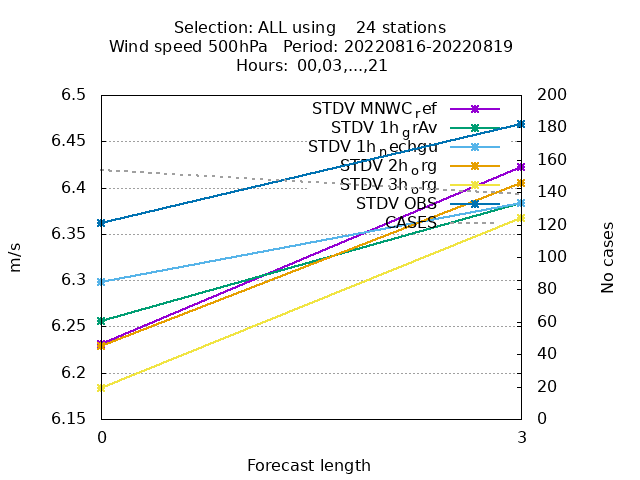 Selection: ALL using 24 stations
Wind speed 500hPa Period: 20220816-20220819
Hours: 00,03,...,21
6.5
6.45
6.4
6.35
6.3
6.25
6.2
6.15
200
180
160
140
120
100
80
60
40
20
0
m/s
No cases
STDV MNWC_ref
STDV 1h_grAv
STDV 1h_nechgu
STDV 2h_org
STDV 3h_org
STDV OBS
CASES
0 3
Forecast length